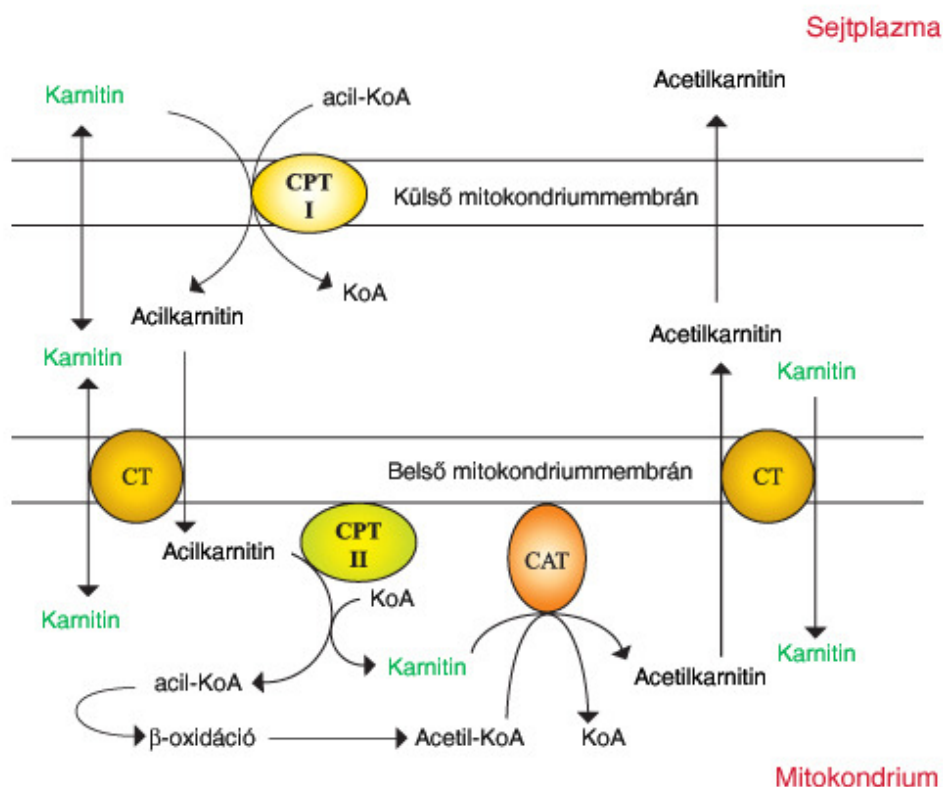 Sejtplazma
Karnitin
acil-KoA
Acetilkarnitin
CPT
I
Külső mitokondriummembrán
KoA
Acilkarnitin
Karnitin
Acetilkarnitin
Karnitin
CT
Belső mitokondriummembrán
CT
Acilkarnitin
CPT
II
CAT
KoA
Karnitin
Karnitin
Acetilkarnitin
Karnitin
acil-KoA
β-oxidáció
Acetil-KoA
KoA
Mitokondrium